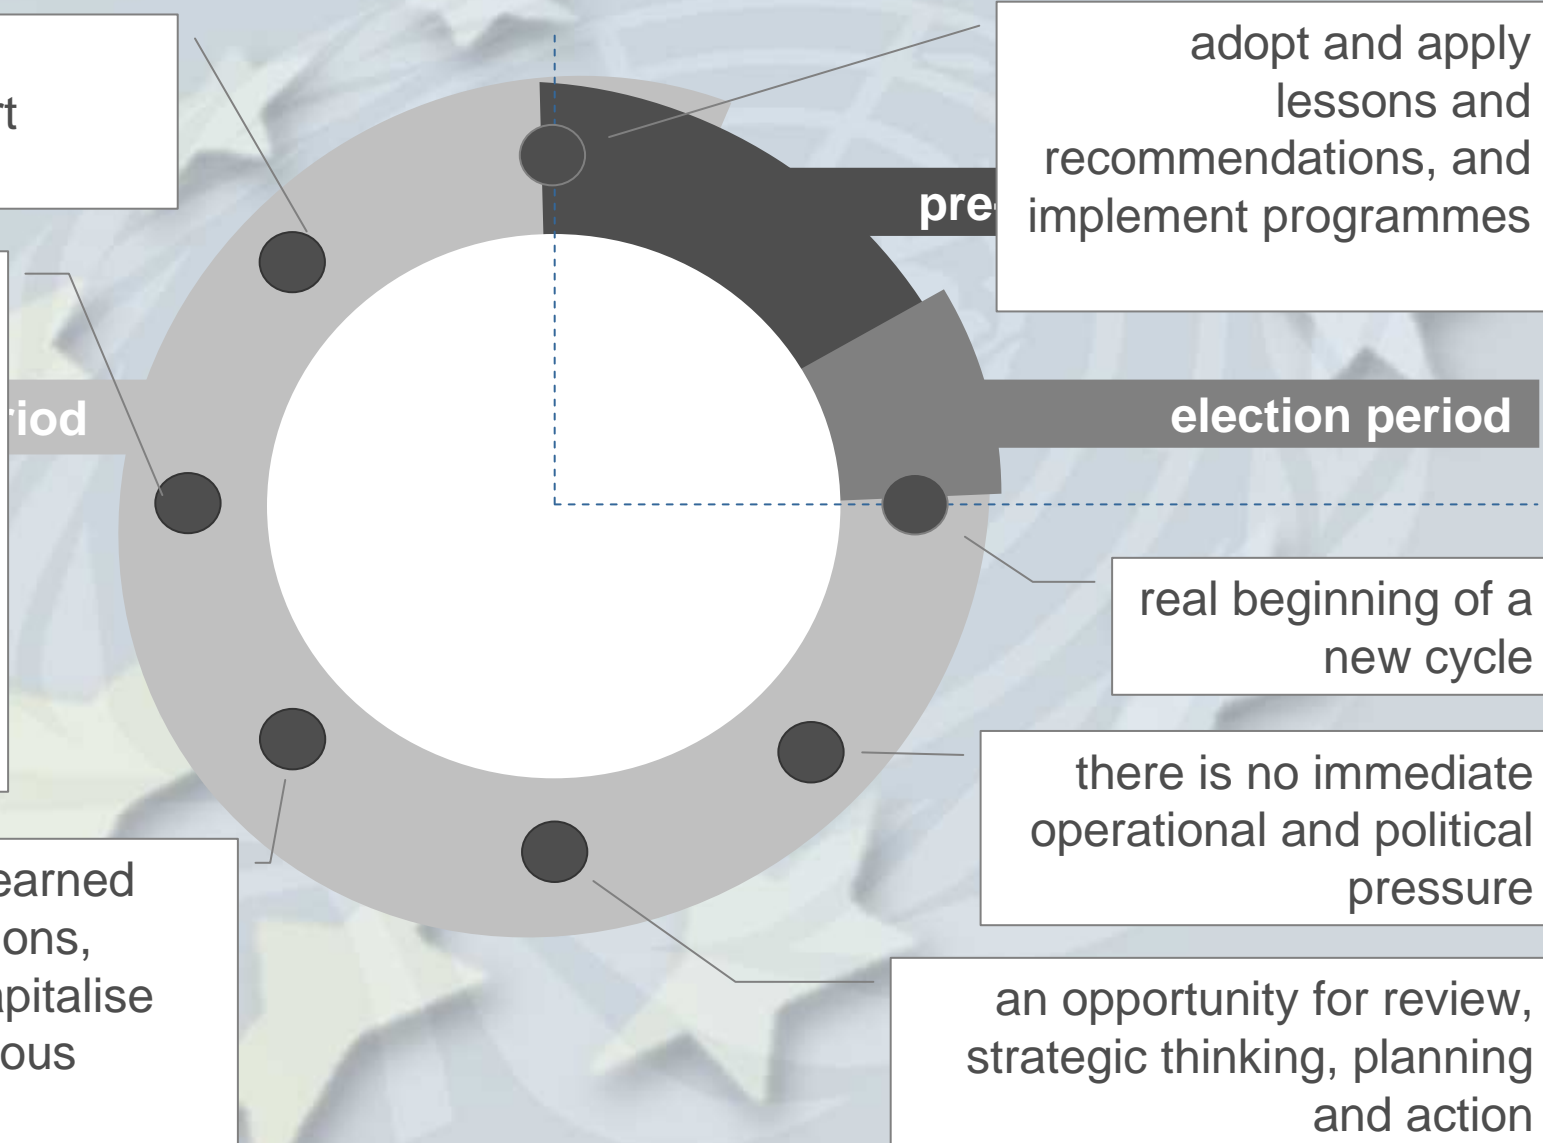 adopt and apply
lessons and
recommendations, and
implement programmes
election period
real beginning of a
new cycle
there is no immediate
operational and political
pressure
an opportunity for review,
strategic thinking, planning
and action